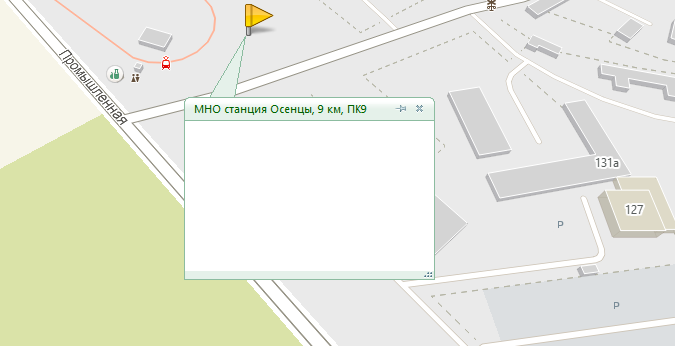 Промышленная
МНО станция Осенцы, 9 км, ПК9
131а
127
P
P